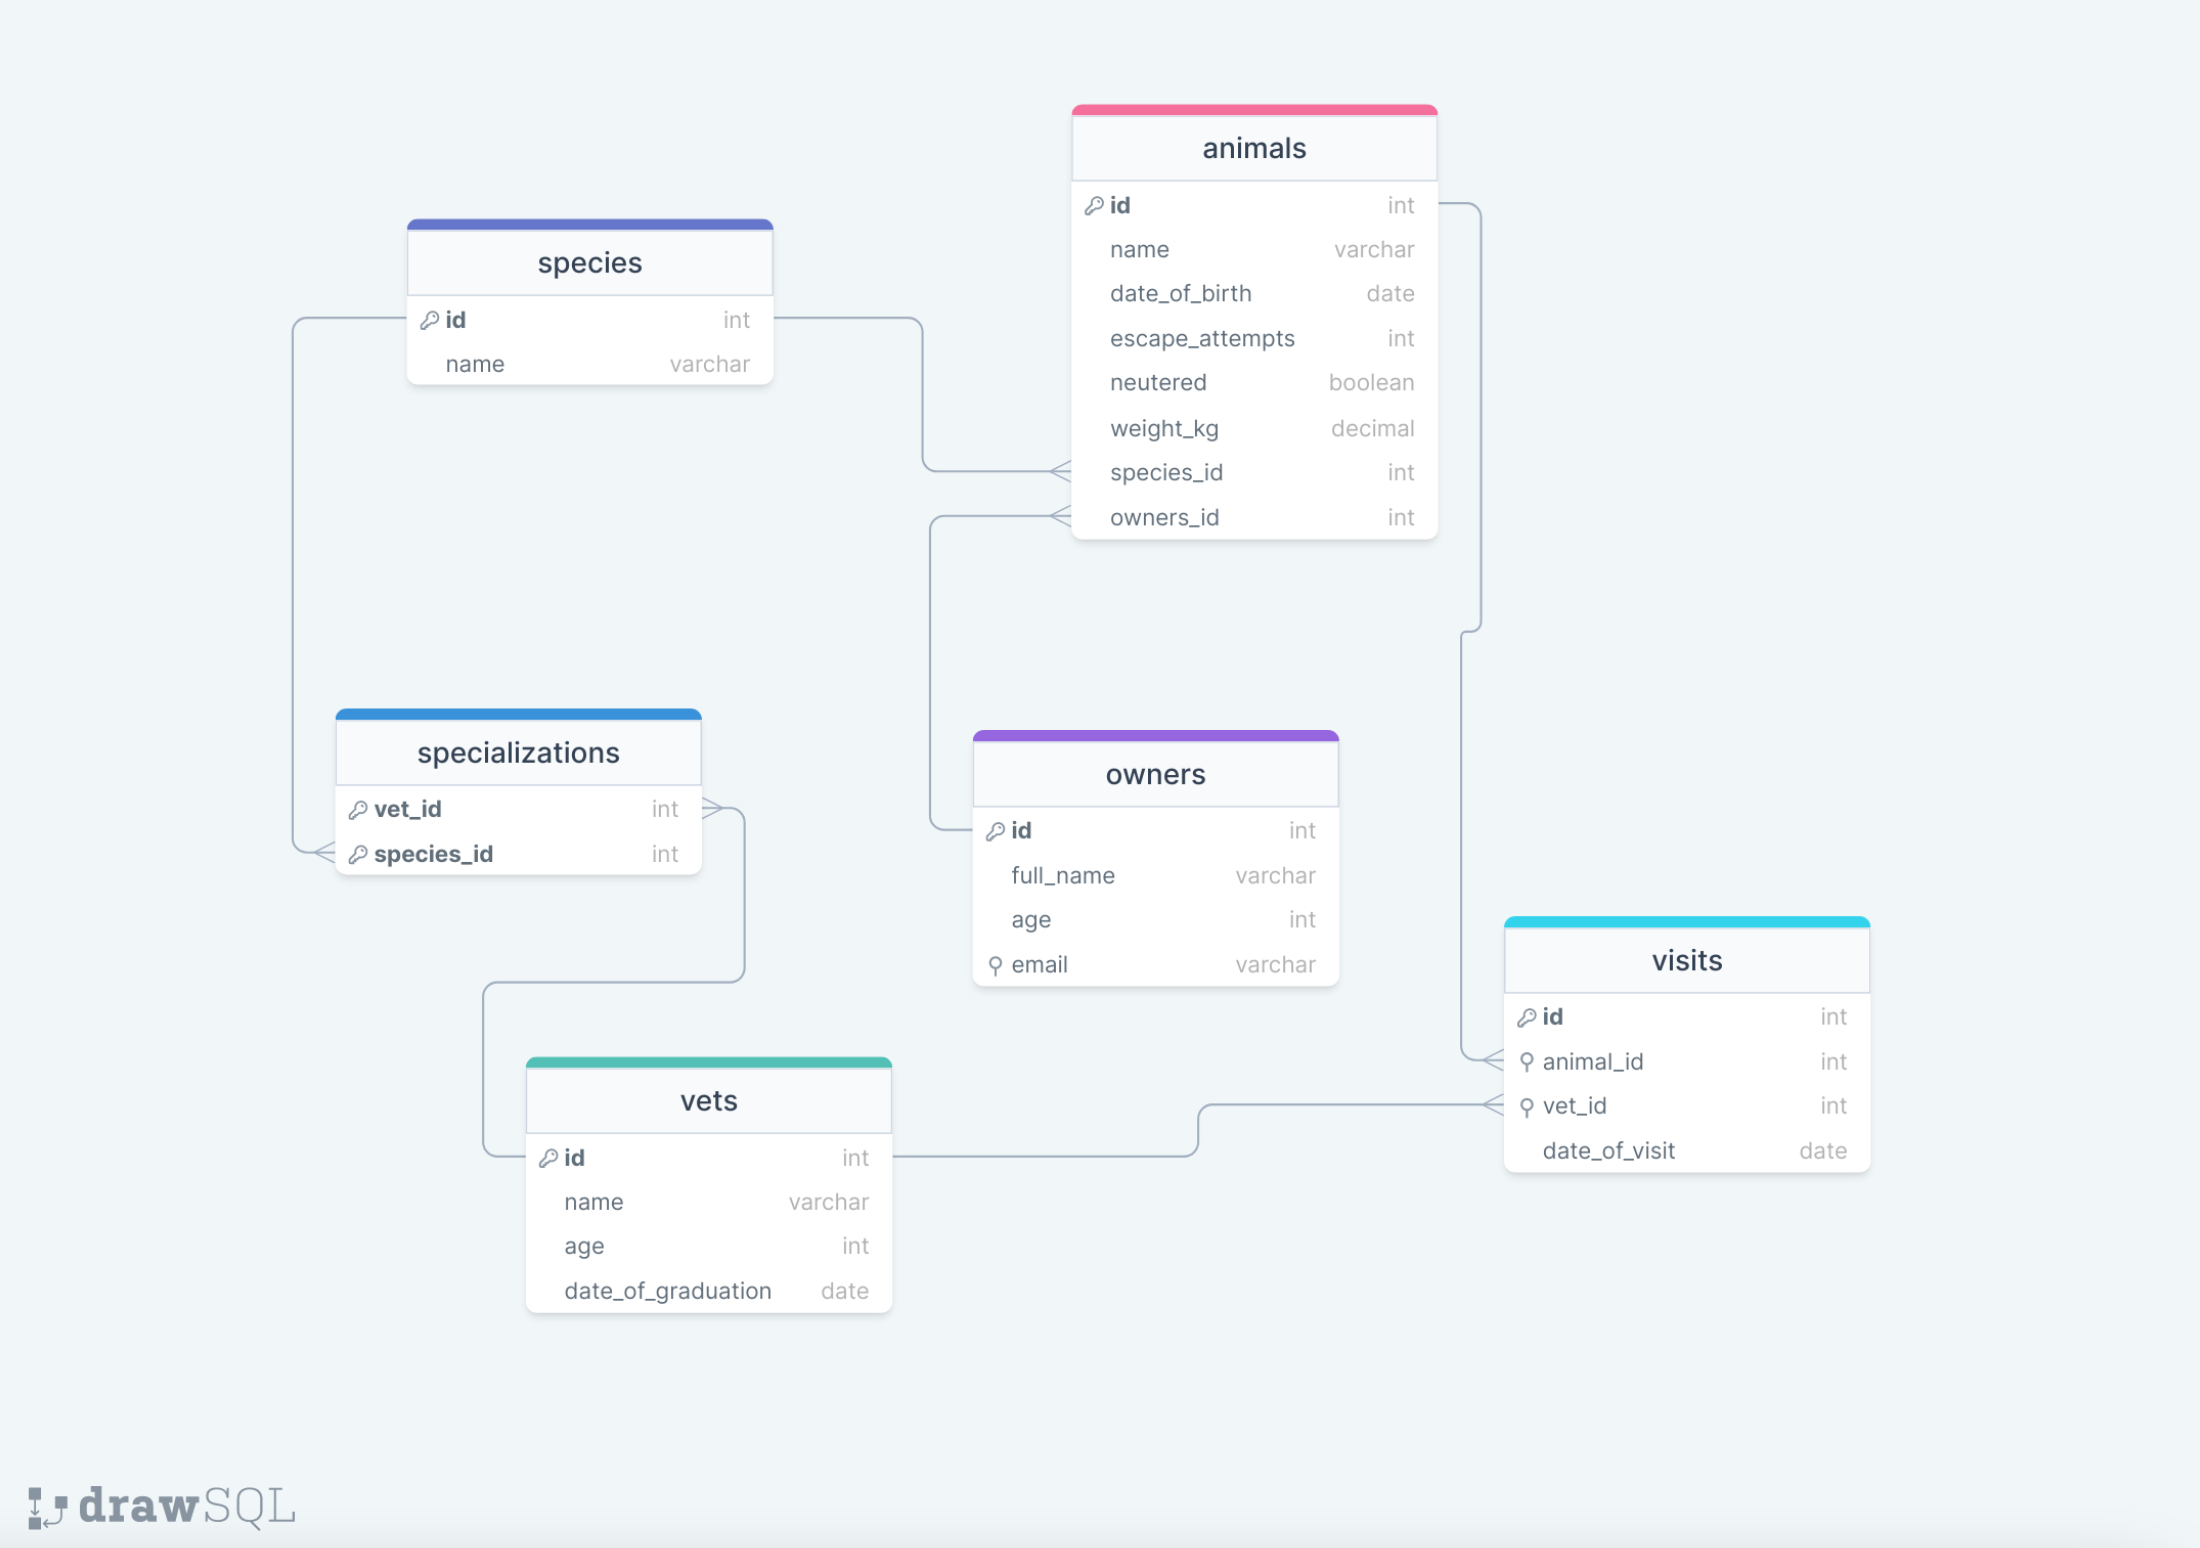 animals
id int
name varchar
date_of_birth date
escape_attempts int
neutered boolean
weight_kg decimal
species_id int
owners_id int
species
id int
name varchar
specializations
vet_id int
species_id int
owners
id int
full_name varchar
age int
email varchar
visits
id int
animal_id int
vet_id int
date_of_visit date
vets
id int
name varchar
age int
date_of_graduation date
drawSQL